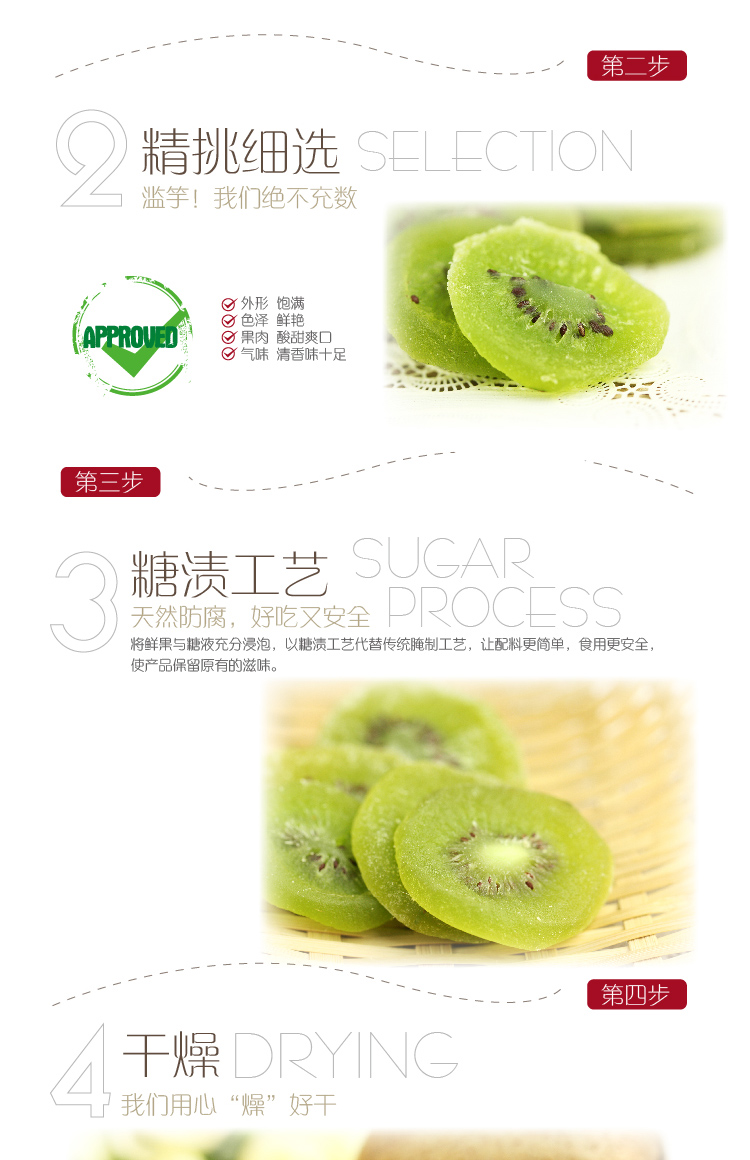 第二步
2 精挑细选 SELECTION
滥竽！我们绝不充数
APPROVED
外形 饱满
色泽 鲜艳
果肉 酸甜爽口
气味 清香味十足
第三步
3 糖渍工艺 SUGAR PROCESS
天然防腐，好吃又安全
将鲜果与糖液充分浸泡，以糖渍工艺代替传统腌制工艺，让配料更简单，食用更安全，
使产品保留原有的滋味。
第四步
4 干燥 DRYING
我们用心“燥”好干